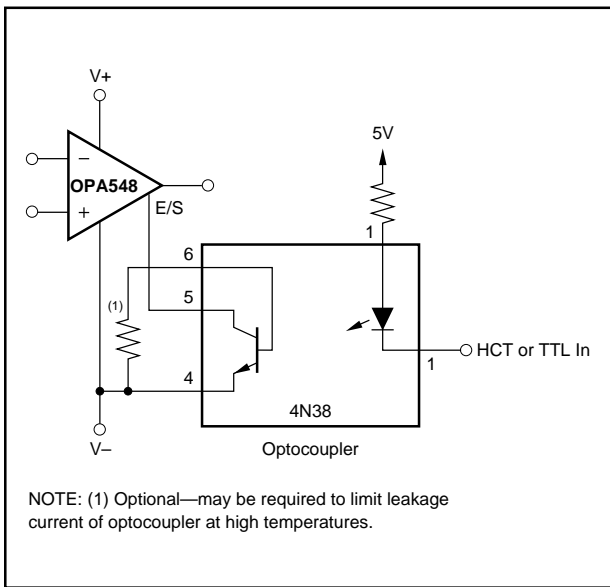 V+
5V
−
OPA548
+
E/S
1
6
(1)
5
1
HCT or TTL In
4
4N38
V–
Optocoupler
NOTE: (1) Optional—may be required to limit leakage
current of optocoupler at high temperatures.